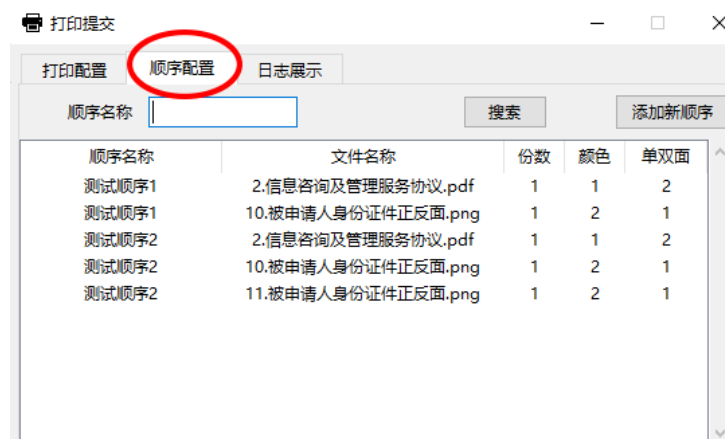 打印提交
打印配置 顺序配置 日志展示
顺序名称 搜索 添加新顺序
顺序名称 文件名称 份数 颜色 单双面
测试顺序1 2.信息咨询及管理服务协议.pdf 1 1 2
测试顺序1 10.被申请人身份证件正反面.png 1 2 1
测试顺序2 2.信息咨询及管理服务协议.pdf 1 1 2
测试顺序2 10.被申请人身份证件正反面.png 1 2 1
测试顺序2 11.被申请人身份证件正反面.png 1 2 1